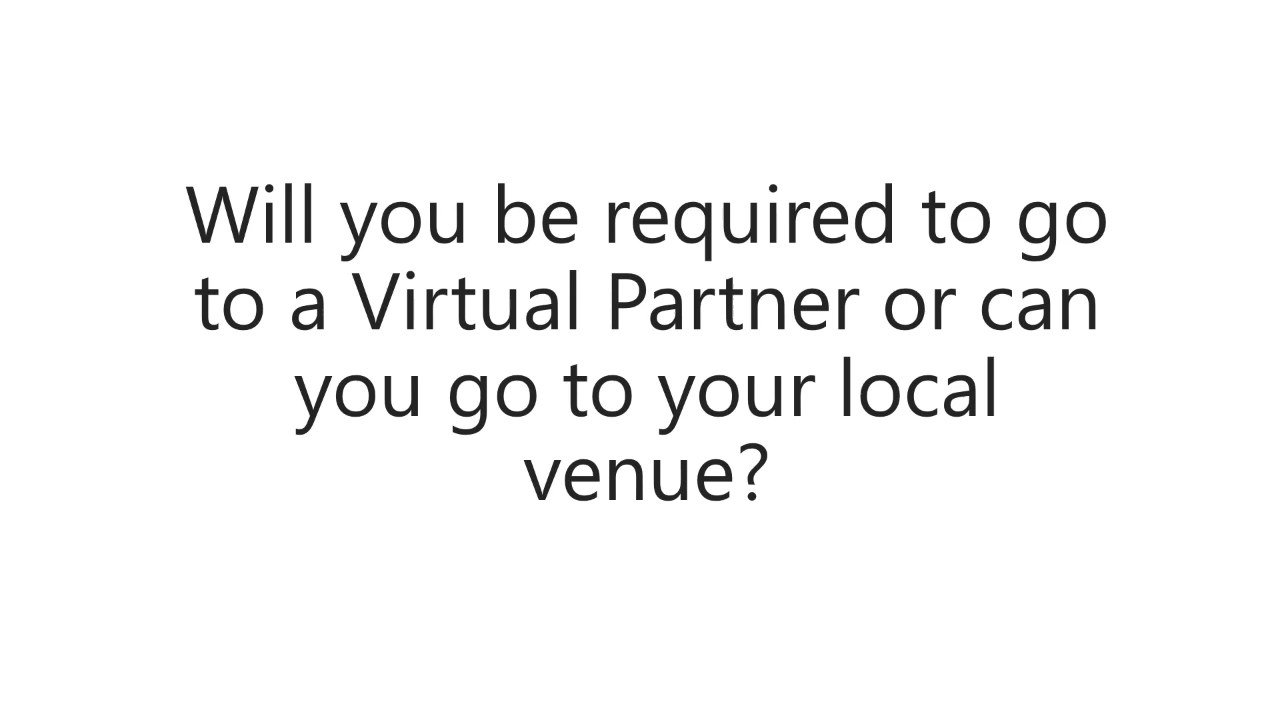 Will you be required to go
to a Virtual Partner or can
you go to your local
venue?